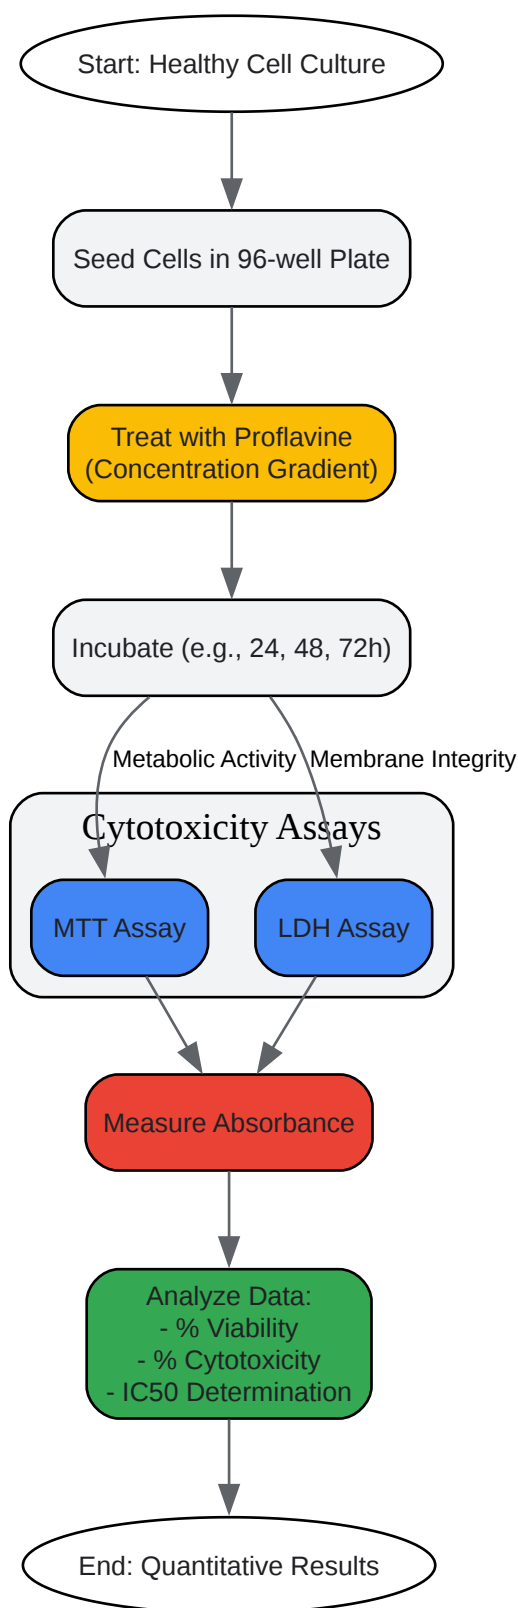 Start: Healthy Cell Culture
Seed Cells in 96-well Plate
Treat with Proflavine
(Concentration Gradient)
Incubate (e.g., 24, 48, 72h)
Metabolic Activity
Membrane Integrity
Cytotoxicity Assays
MTT Assay
LDH Assay
Measure Absorbance
Analyze Data:
- % Viability
- % Cytotoxicity
- IC50 Determination
End: Quantitative Results